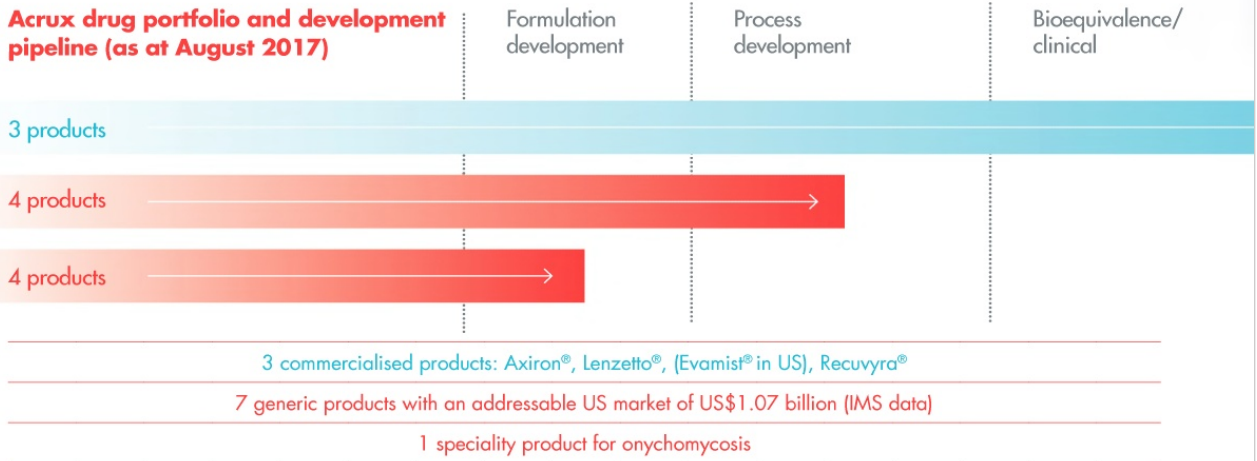 Acrux drug portfolio and development
pipeline (as at August 2017)
Formulation
development
Process
development
Bioequivalence/
clinical
3 products
4 products
4 products
3 commercialised products: Axiron®, Lenzetto®, (Evamist® in US), Recuvyra®
7 generic products with an addressable US market of US$1.07 billion (IMS data)
1 speciality product for onychomycosis